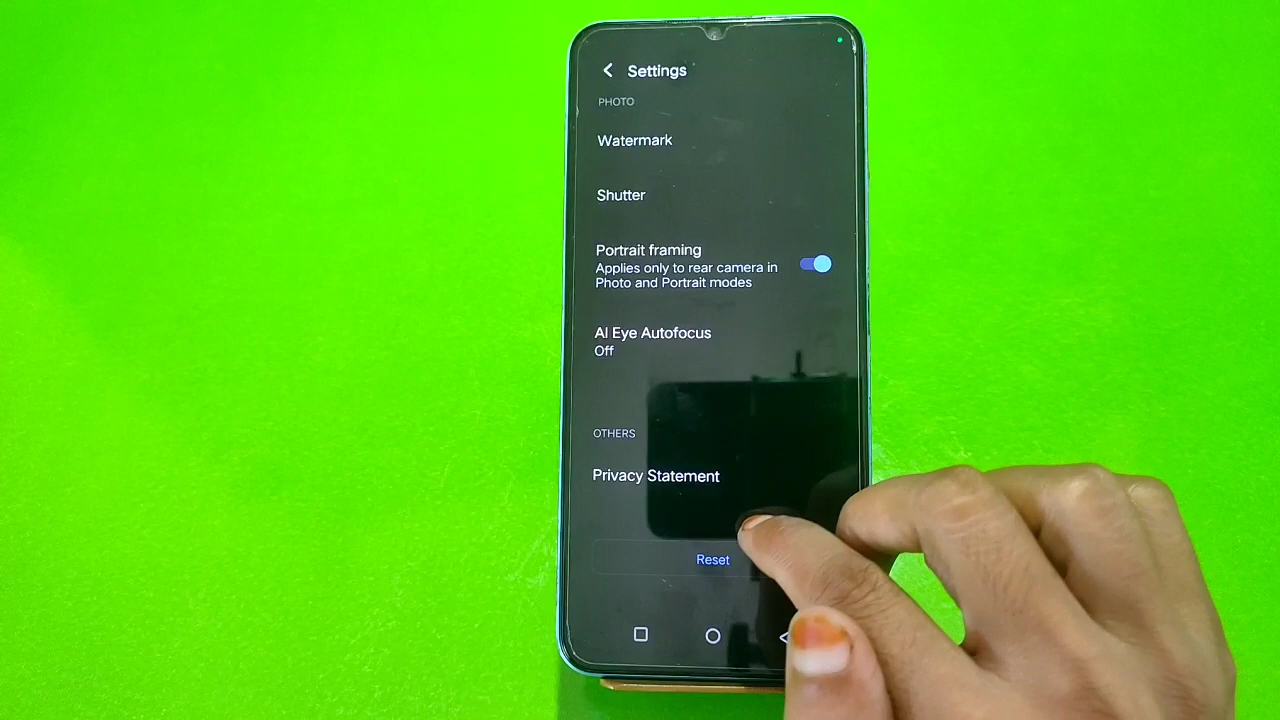 Settings
PHOTO
Watermark
Shutter
Portrait framing
Applies only to rear camera in
Photo and Portrait modes
AI Eye Autofocus
Off
OTHERS
Privacy Statement
Reset